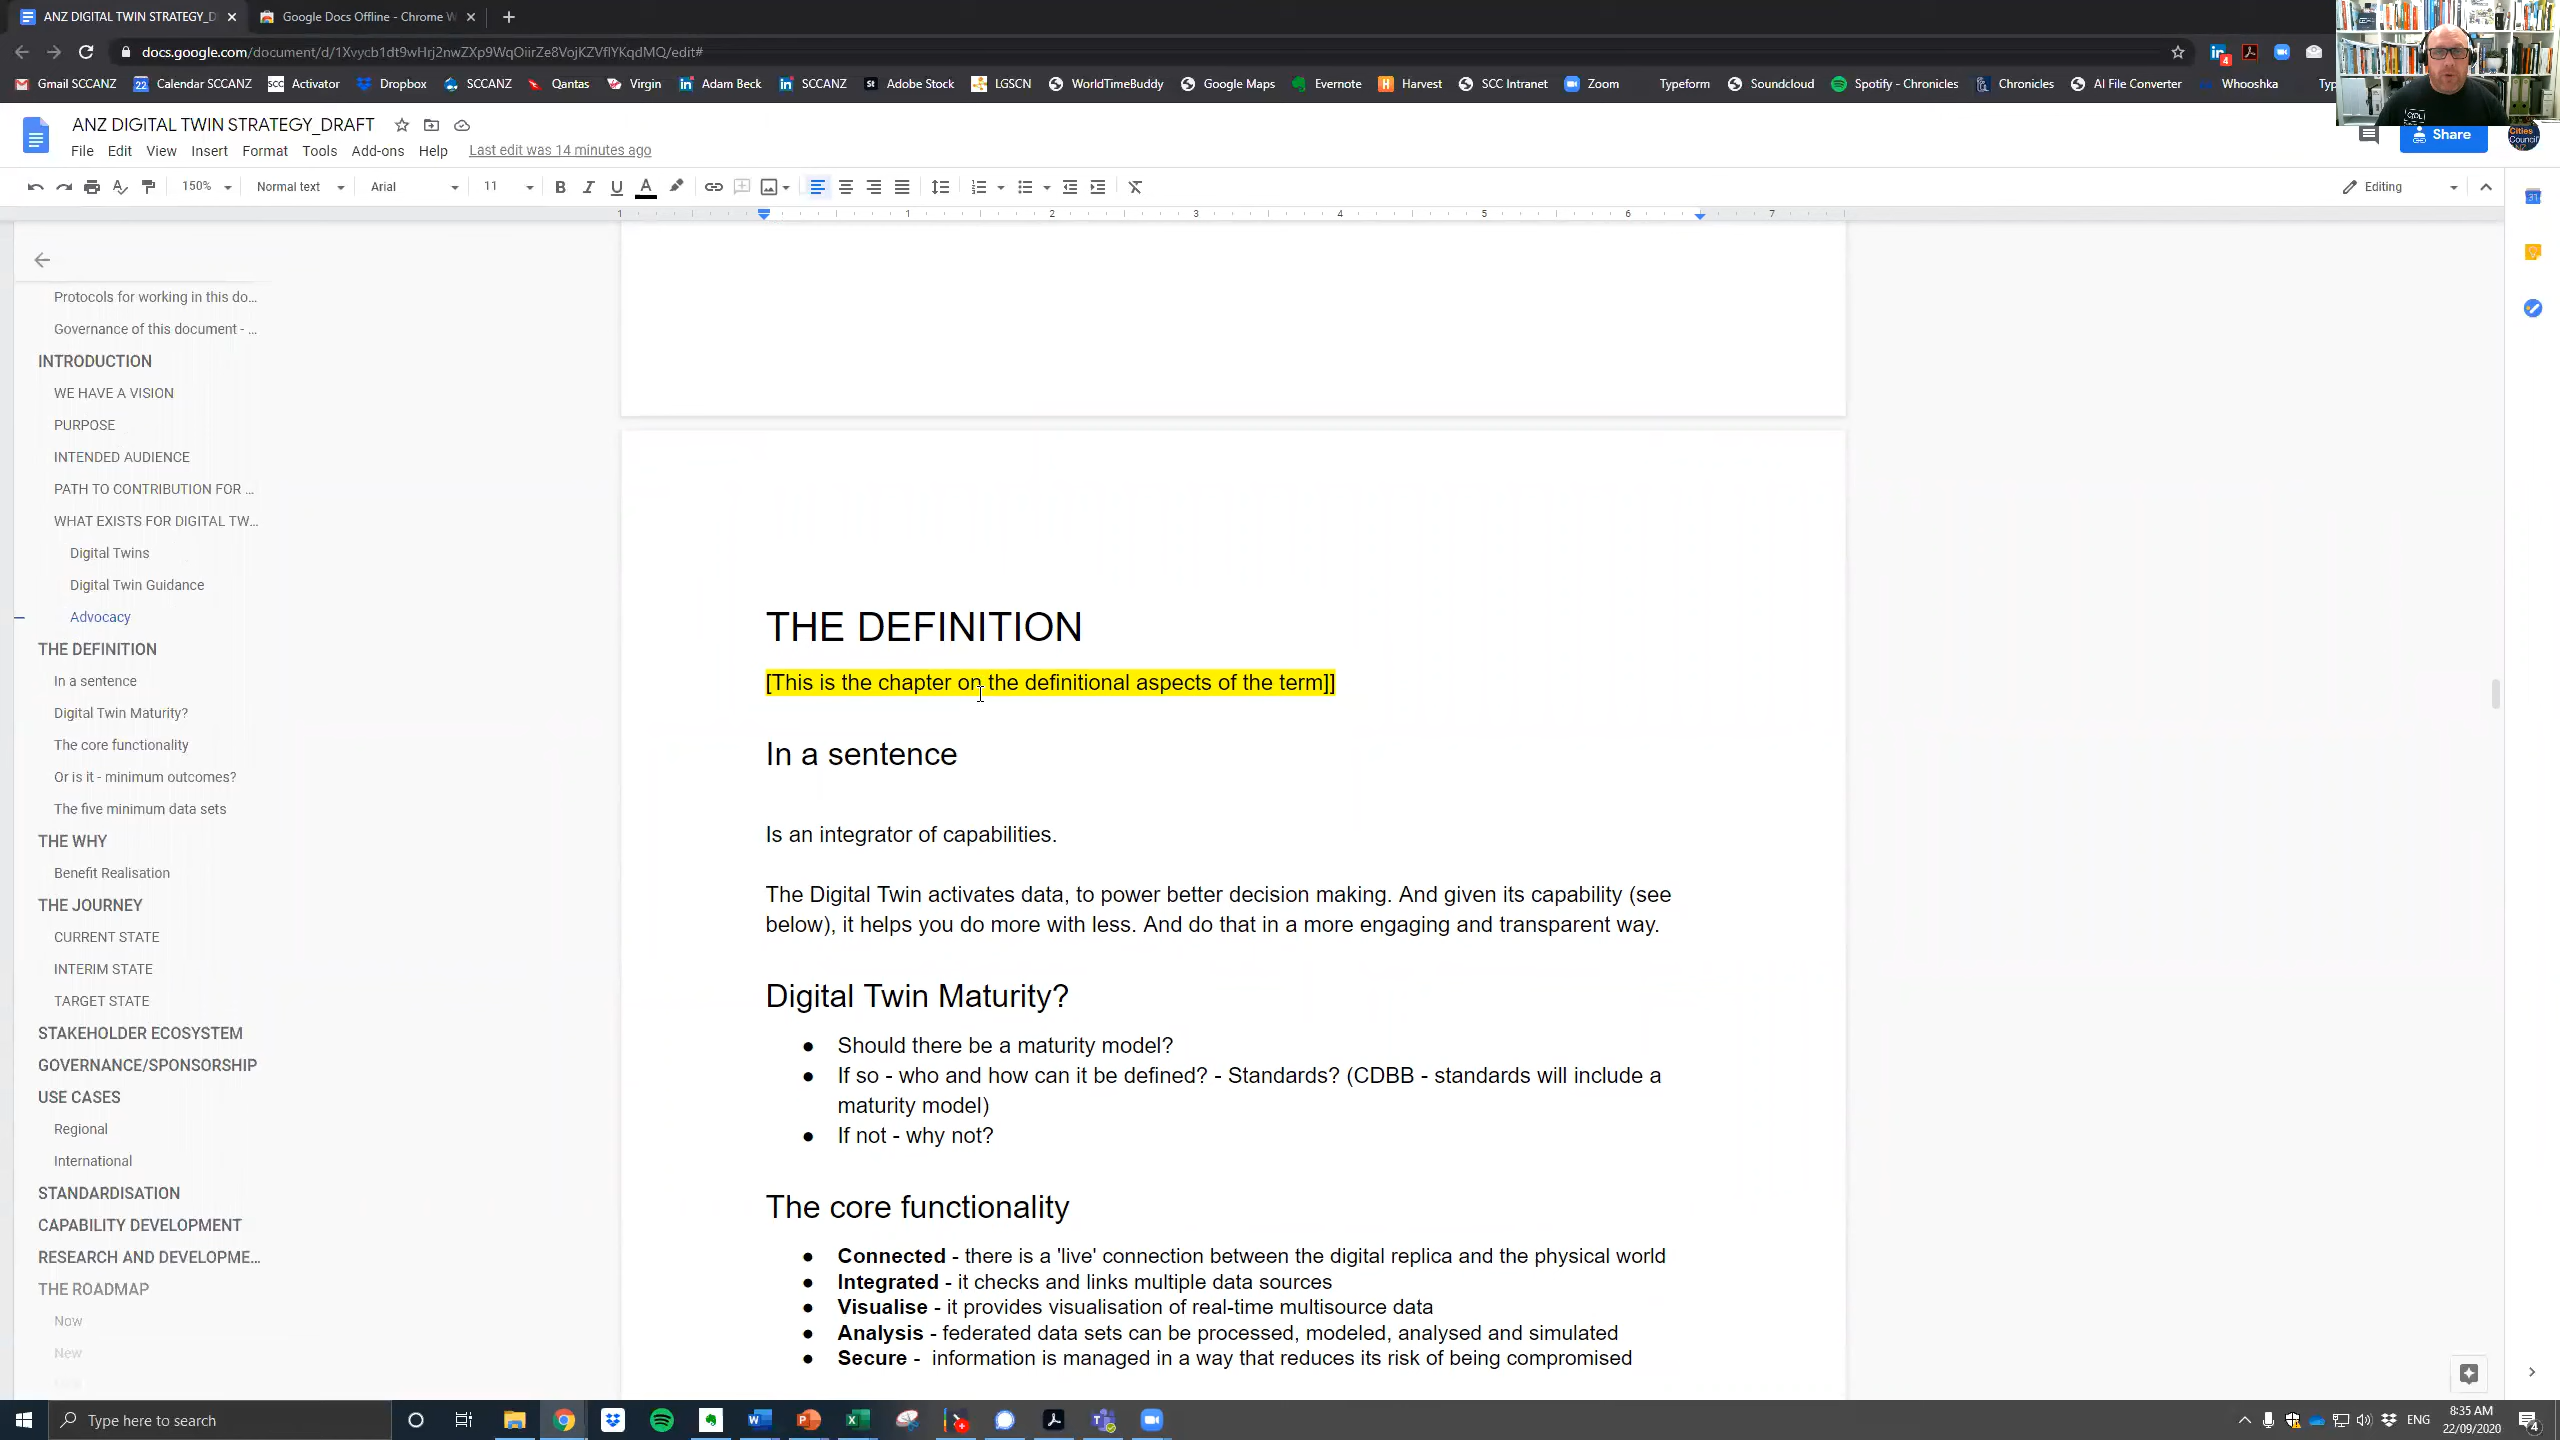 ANZ DIGITAL TWIN STRATEGY_D
Google Docs Offline - Chrome W
docs.google.com/document/d/1Xvycb1dt9wHrj2nwZXp9WqOiirZe8VojKZVflYKqdMQ/edit#
Gmail SCCANZ
Calendar SCCANZ
Activator
Dropbox
SCCANZ
Qantas
Virgin
Adam Beck
SCCANZ
Adobe Stock
LGSCN
WorldTimeBuddy
Google Maps
Evernote
Harvest
SCC Intranet
Zoom
Typeform
Soundcloud
Spotify - Chronicles
Chronicles
AI File Converter
Whooshka
ANZ DIGITAL TWIN STRATEGY_DRAFT
File Edit View Insert Format Tools Add-ons Help Last edit was 14 minutes ago
Share
150% Normal text Arial 11
Editing
1 1 2 3 4 5 6 7
Protocols for working in this do...
Governance of this document - ...
INTRODUCTION
WE HAVE A VISION
PURPOSE
INTENDED AUDIENCE
PATH TO CONTRIBUTION FOR ...
WHAT EXISTS FOR DIGITAL TW...
Digital Twins
Digital Twin Guidance
Advocacy
THE DEFINITION
In a sentence
Digital Twin Maturity?
The core functionality
Or is it - minimum outcomes?
The five minimum data sets
THE WHY
Benefit Realisation
THE JOURNEY
CURRENT STATE
INTERIM STATE
TARGET STATE
STAKEHOLDER ECOSYSTEM
GOVERNANCE/SPONSORSHIP
USE CASES
Regional
International
STANDARDISATION
CAPABILITY DEVELOPMENT
RESEARCH AND DEVELOPME...
THE ROADMAP
Now
New
THE DEFINITION
[This is the chapter on the definitional aspects of the term]]
In a sentence
Is an integrator of capabilities.
The Digital Twin activates data, to power better decision making. And given its capability (see
below), it helps you do more with less. And do that in a more engaging and transparent way.
Digital Twin Maturity?
● Should there be a maturity model?
● If so - who and how can it be defined? - Standards? (CDBB - standards will include a
maturity model)
● If not - why not?
The core functionality
● Connected - there is a 'live' connection between the digital replica and the physical world
● Integrated - it checks and links multiple data sources
● Visualise - it provides visualisation of real-time multisource data
● Analysis - federated data sets can be processed, modeled, analysed and simulated
● Secure - information is managed in a way that reduces its risk of being compromised
Type here to search
ENG
8:35 AM
22/09/2020